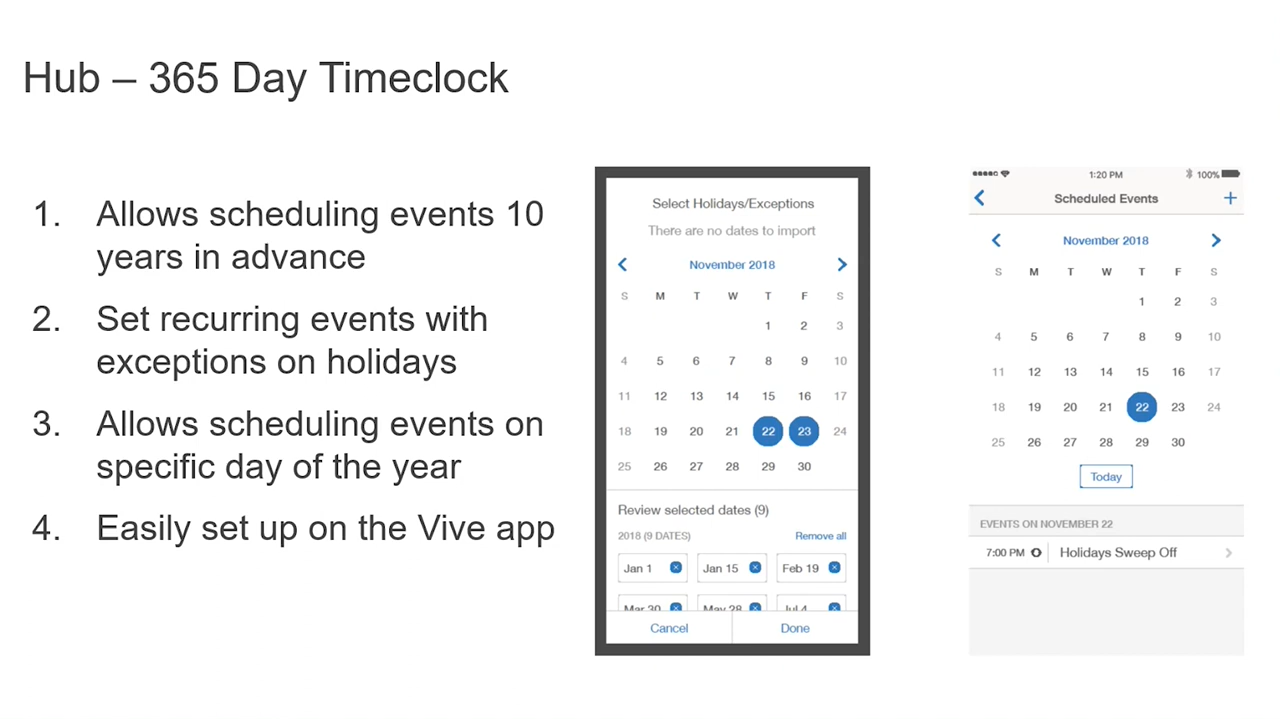 Hub – 365 Day Timeclock
1. Allows scheduling events 10
years in advance
2. Set recurring events with
exceptions on holidays
3. Allows scheduling events on
specific day of the year
4. Easily set up on the Vive app
Select Holidays/Exceptions
There are no dates to import
November 2018
S M T W T F S
1 2 3
4 5 6 7 8 9 10
11 12 13 14 15 16 17
18 19 20 21 22 23 24
25 26 27 28 29 30
Review selected dates (9)
2018 (9 DATES) Remove all
Jan 1 Jan 15 Feb 19
Mar 30 May 28 Jul 4
Cancel Done
1:20 PM 100%
Scheduled Events +
November 2018
S M T W T F S
1 2 3
4 5 6 7 8 9 10
11 12 13 14 15 16 17
18 19 20 21 22 23 24
25 26 27 28 29 30
Today
EVENTS ON NOVEMBER 22
7:00 PM Holidays Sweep Off